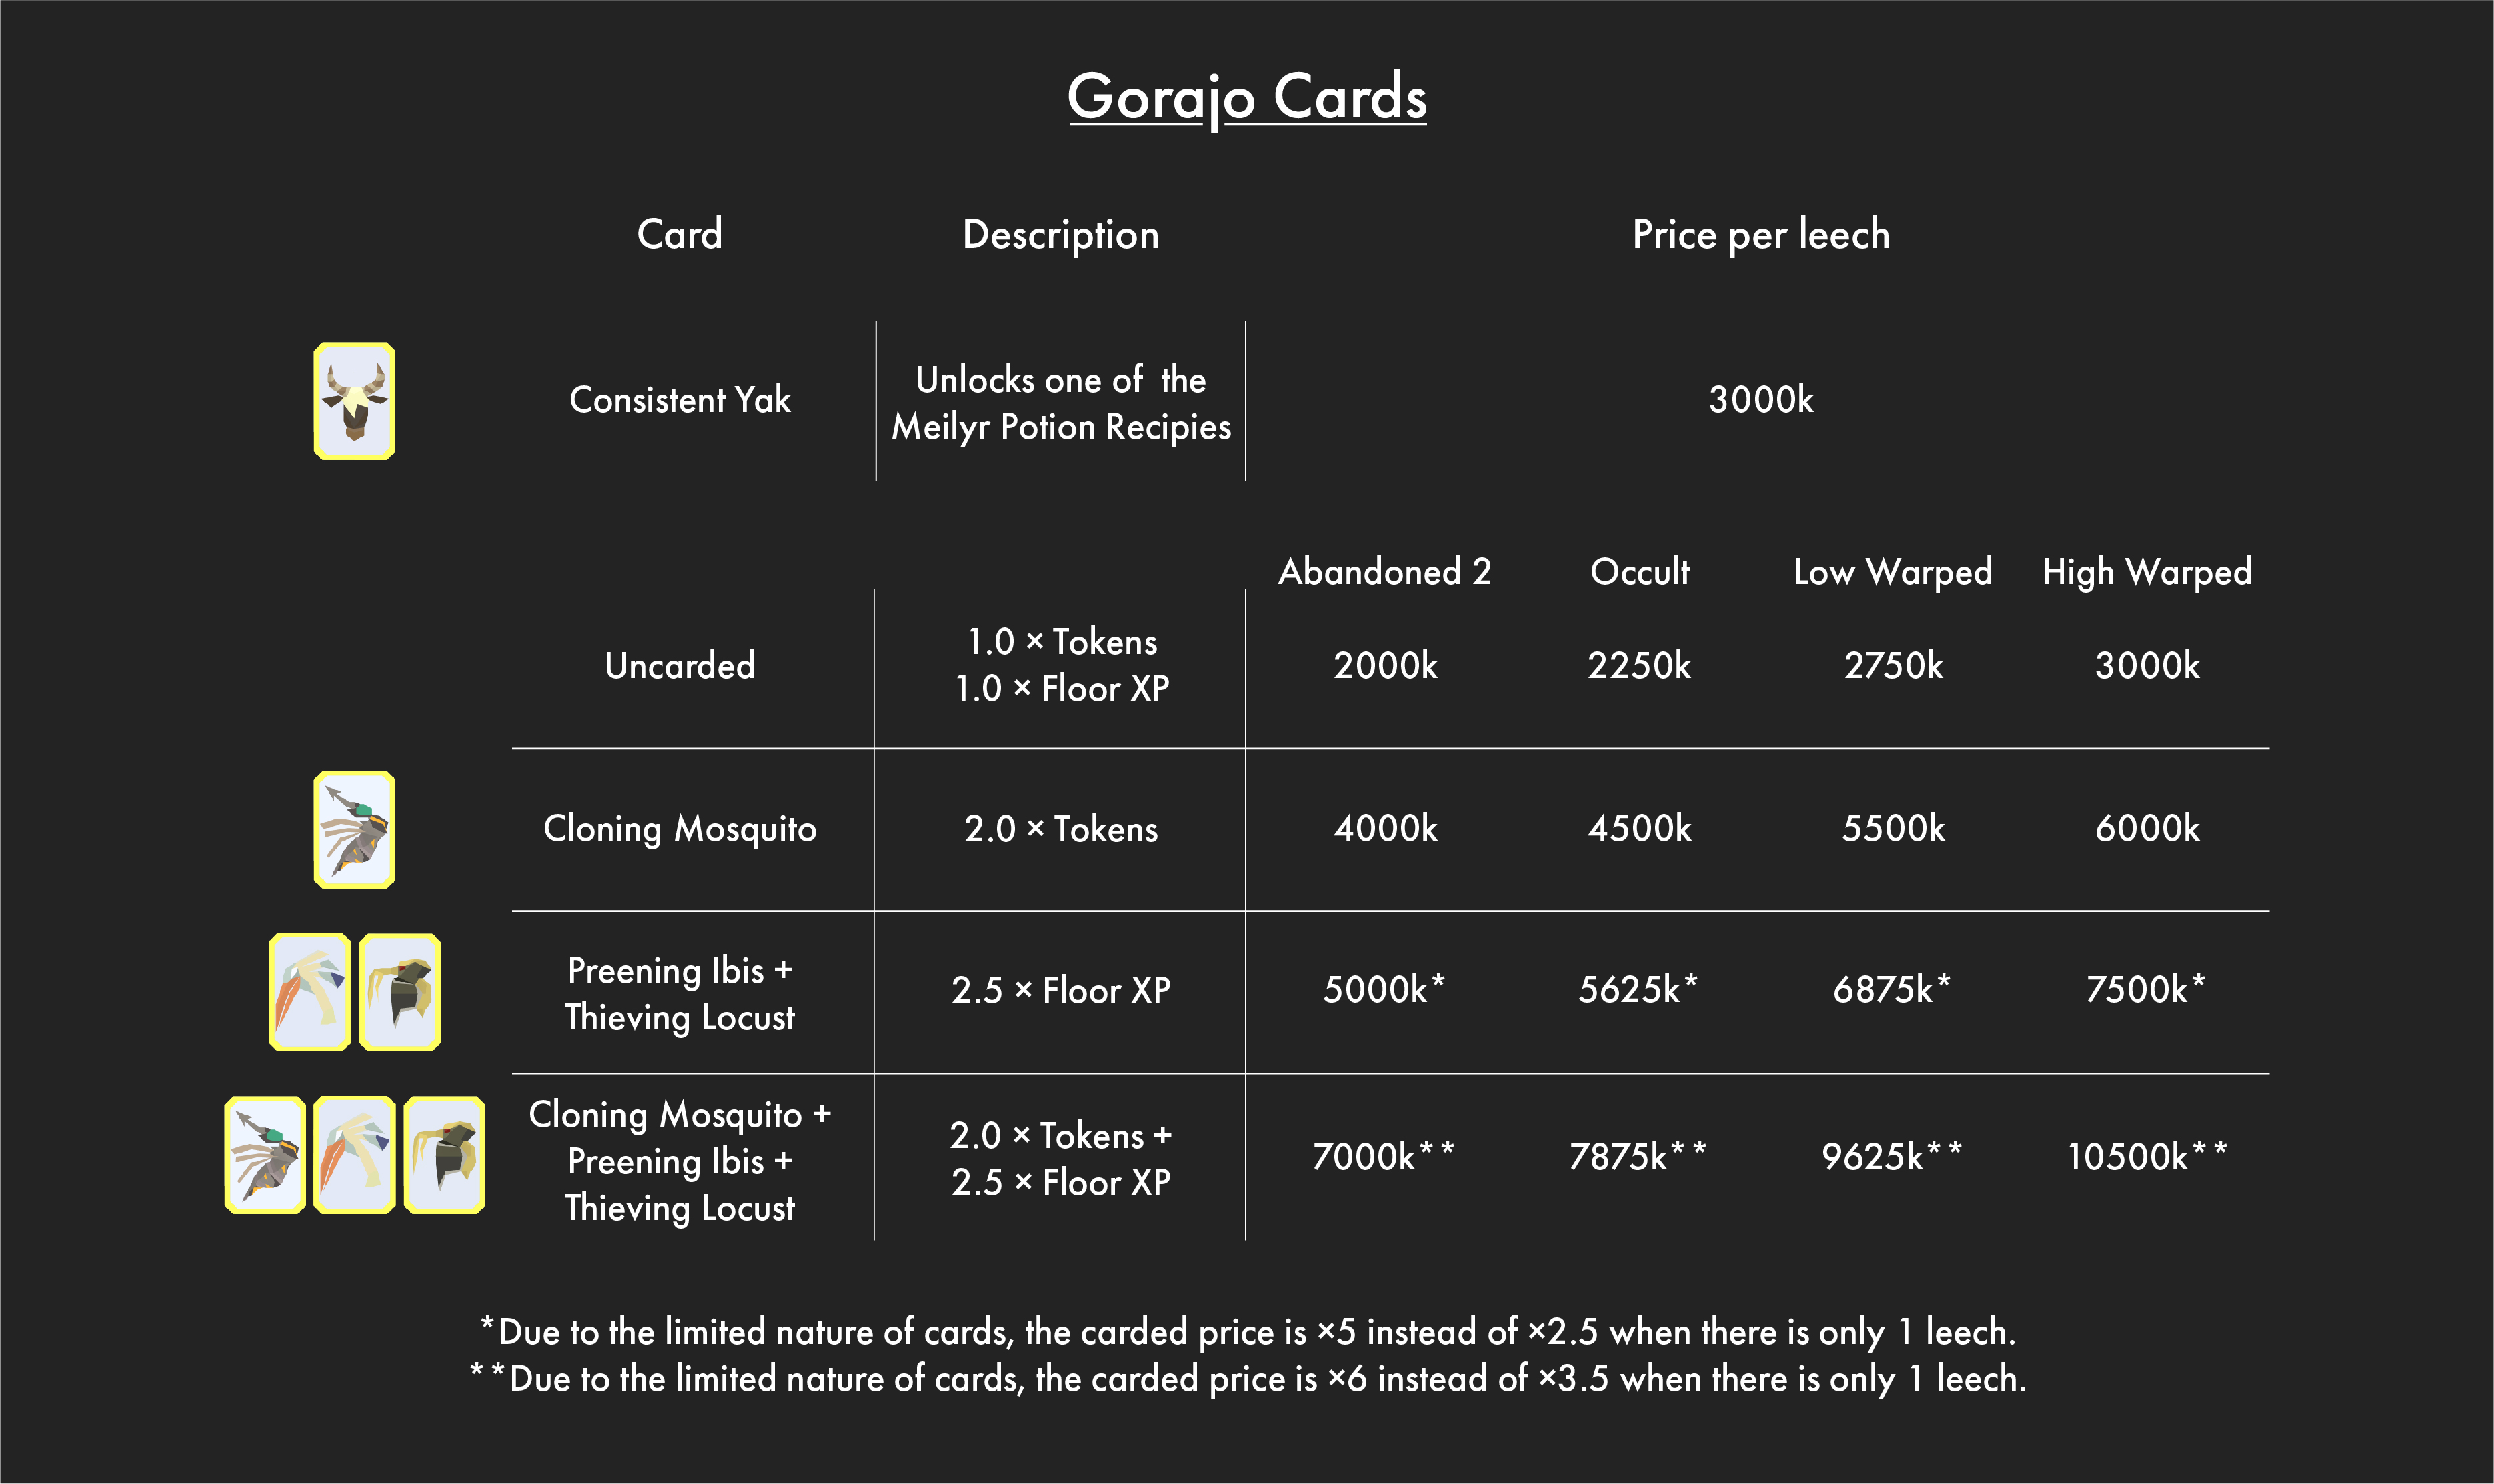 Gorajo Cards
Card Description Price per leech
Consistent Yak
Unlocks one of the
Meilyr Potion Recipies
3000k
Abandoned 2 Occult Low Warped High Warped
Uncarded
1.0 × Tokens
1.0 × Floor XP
2000k 2250k 2750k 3000k
Cloning Mosquito 2.0 × Tokens 4000k 4500k 5500k 6000k
Preening Ibis +
Thieving Locust
2.5 × Floor XP 5000k* 5625k* 6875k* 7500k*
Cloning Mosquito +
Preening Ibis +
Thieving Locust
2.0 × Tokens +
2.5 × Floor XP
7000k** 7875k** 9625k** 10500k**
*Due to the limited nature of cards, the carded price is ×5 instead of ×2.5 when there is only 1 leech.
**Due to the limited nature of cards, the carded price is ×6 instead of ×3.5 when there is only 1 leech.